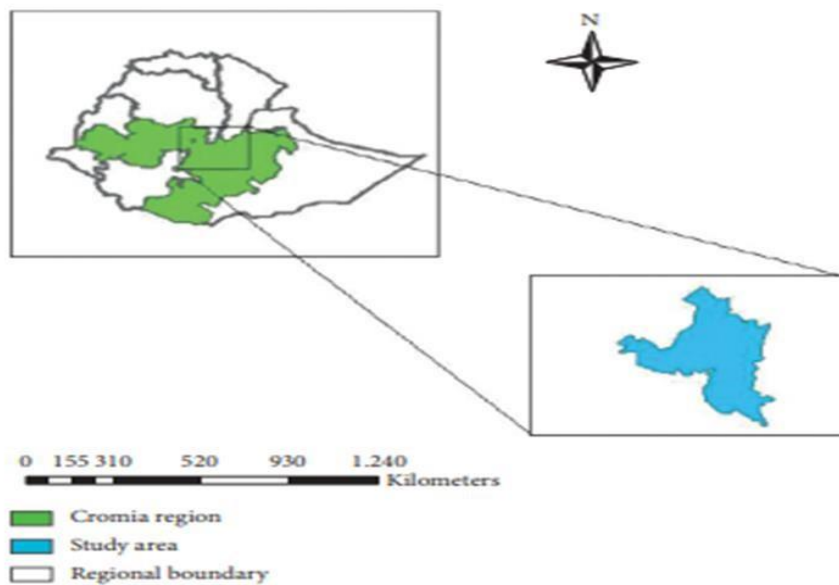 N
0 155 310 520 930 1.240
Kilometers
Cromia region
Study area
Regional boundary